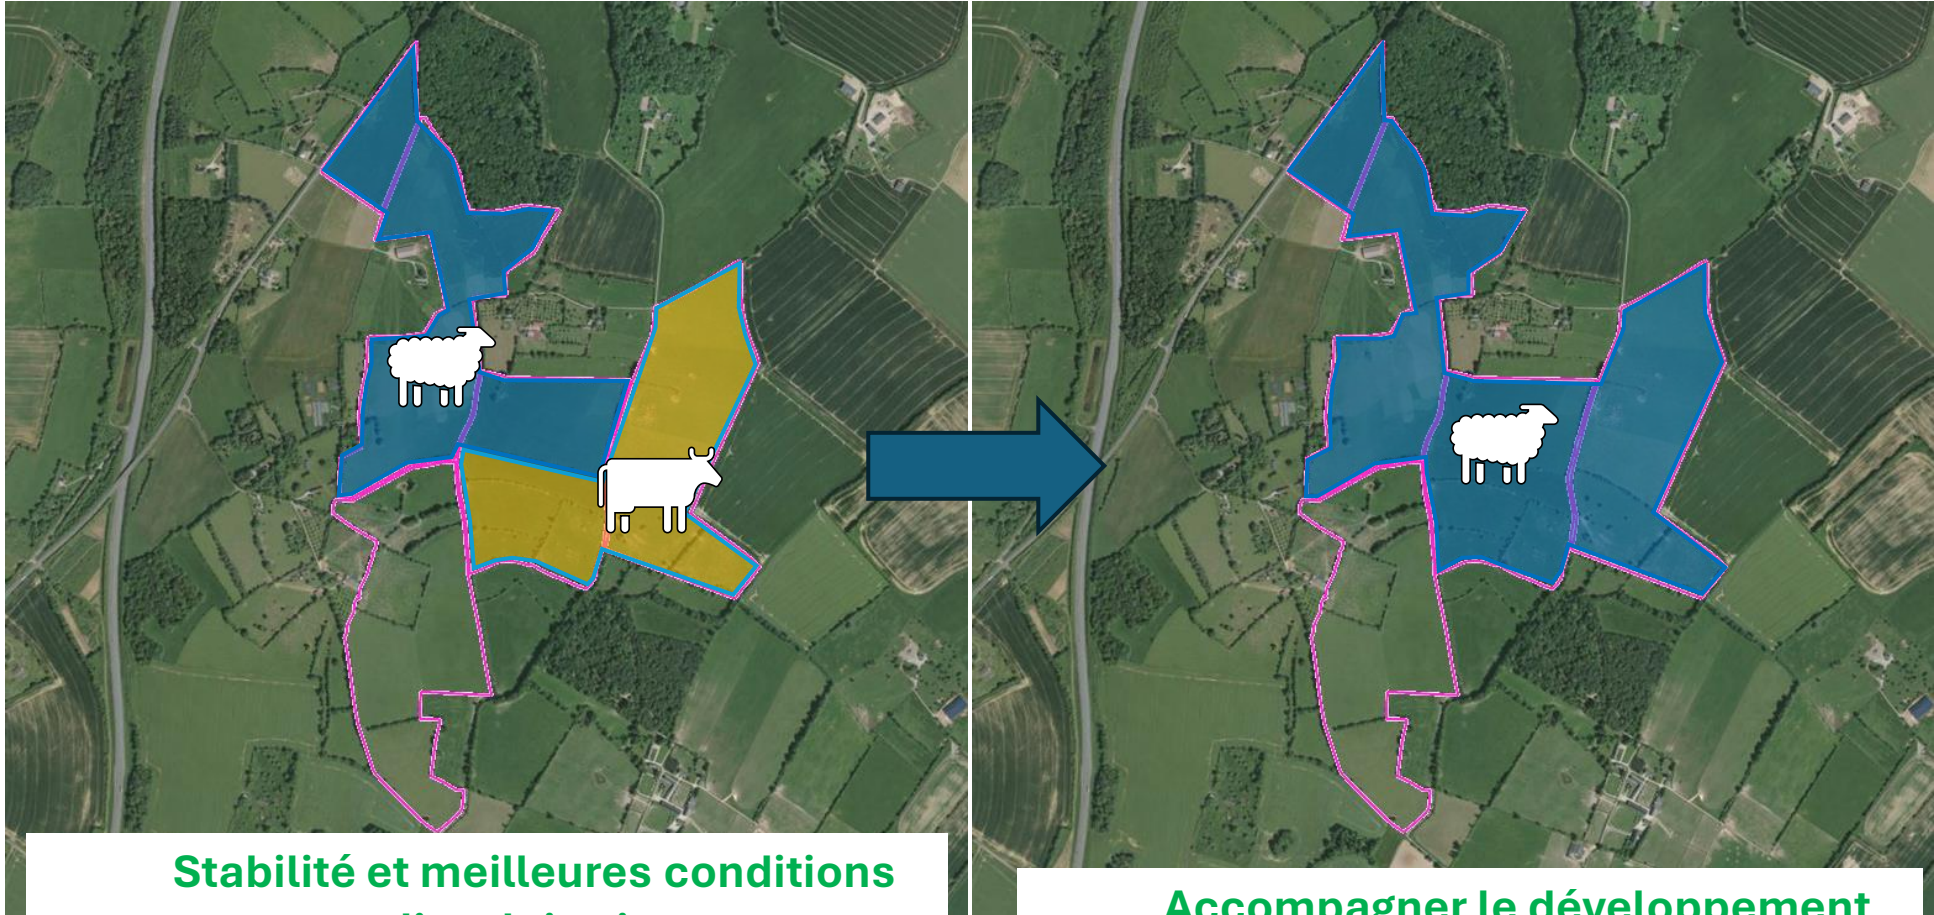 Stabilité et meilleures conditions
Accompagner le développement